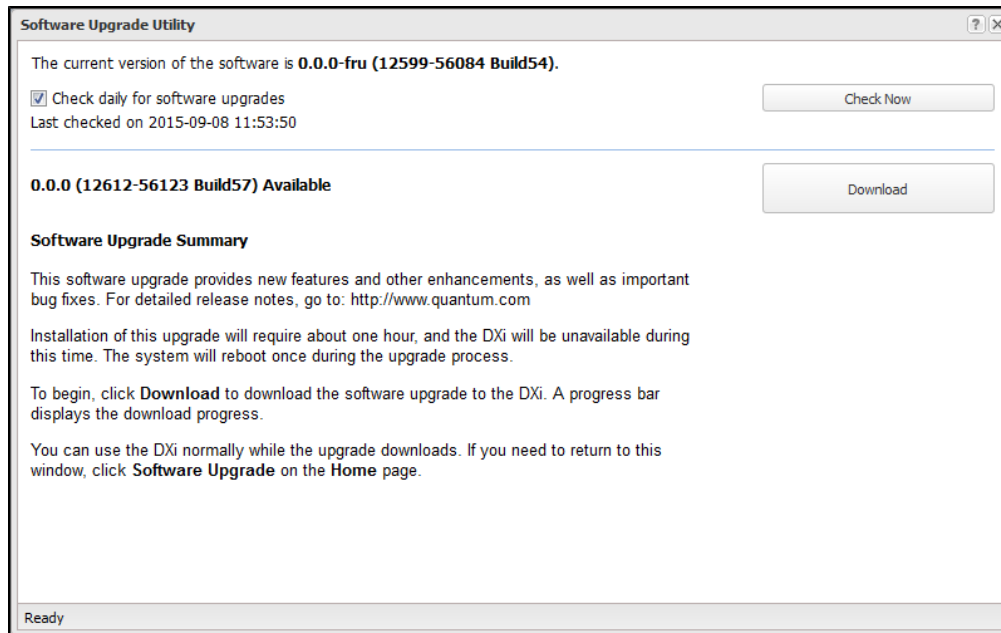 Software Upgrade Utility
The current version of the software is 0.0.0-fru (12599-56084 Build54).
Check daily for software upgrades
Check Now
Last checked on 2015-09-08 11:53:50
0.0.0 (12612-56123 Build57) Available
Download
Software Upgrade Summary
This software upgrade provides new features and other enhancements, as well as important
bug fixes. For detailed release notes, go to: http://www.quantum.com
Installation of this upgrade will require about one hour, and the DXi will be unavailable during
this time. The system will reboot once during the upgrade process.
To begin, click Download to download the software upgrade to the DXi. A progress bar
displays the download progress.
You can use the DXi normally while the upgrade downloads. If you need to return to this
window, click Software Upgrade on the Home page.
Ready